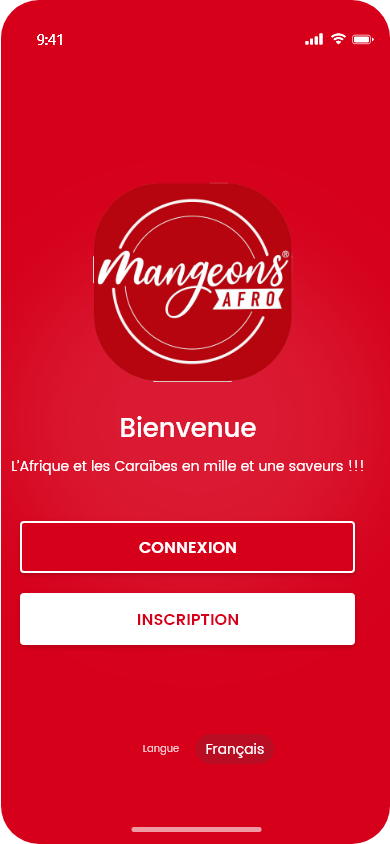 9:41
Mangeons®
AFRO
Bienvenue
L'Afrique et les Caraïbes en mille et une saveurs !!!
CONNEXION
INSCRIPTION
Langue Français